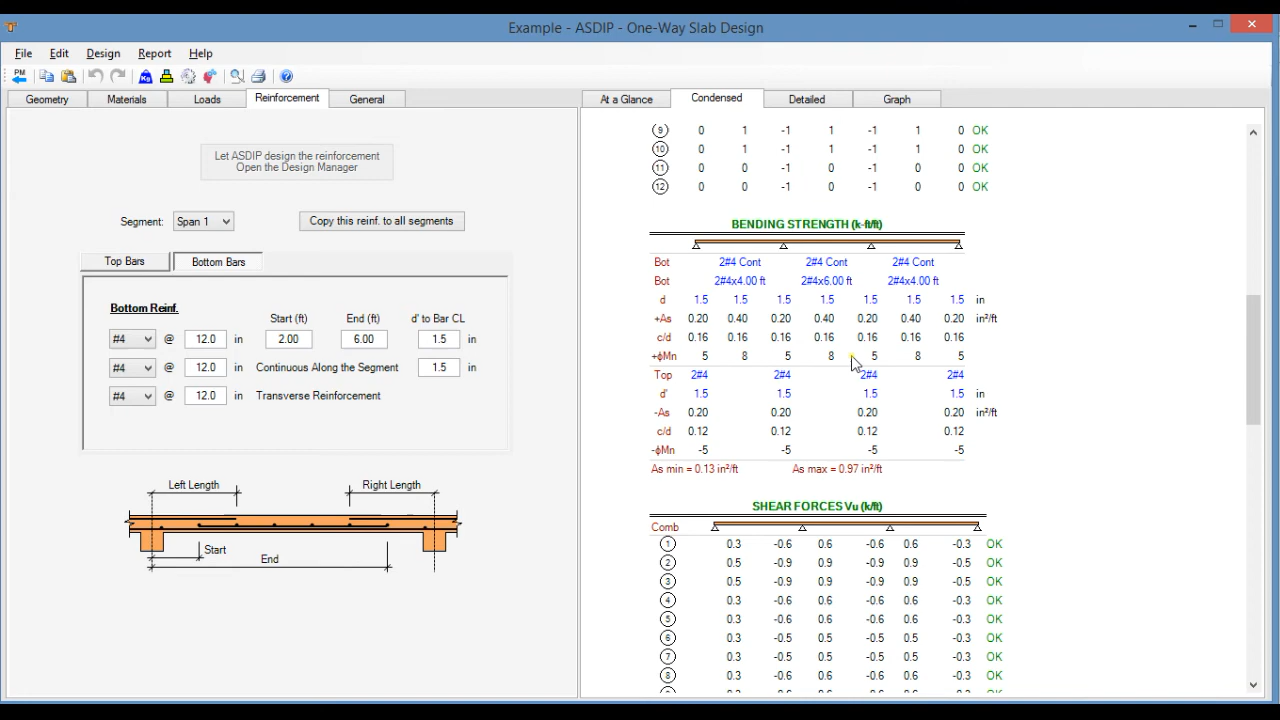 Example - ASDIP - One-Way Slab Design
File Edit Design Report Help
PM
Geometry Materials Loads Reinforcement General
At a Glance Condensed Detailed Graph
Let ASDIP design the reinforcement
Open the Design Manager
Segment: Span 1 Copy this reinf. to all segments
Top Bars Bottom Bars
Bottom Reinf. Start (ft) End (ft) d' to Bar CL
#4 @ 12.0 in 2.00 6.00 1.5 in
#4 @ 12.0 in Continuous Along the Segment 1.5 in
#4 @ 12.0 in Transverse Reinforcement
Left Length Right Length
Start
End
9 0 1 -1 1 -1 1 0 OK
10 0 1 -1 1 -1 1 0 OK
11 0 0 -1 0 -1 0 0 OK
12 0 0 -1 0 -1 0 0 OK
BENDING STRENGTH (k-ft/ft)
Bot 2#4 Cont 2#4 Cont 2#4 Cont
Bot 2#4x4.00 ft 2#4x6.00 ft 2#4x4.00 ft
d 1.5 1.5 1.5 1.5 1.5 1.5 1.5 in
+As 0.20 0.40 0.20 0.40 0.20 0.40 0.20 in²/ft
c/d 0.16 0.16 0.16 0.16 0.16 0.16 0.16
+ϕMn 5 8 5 8 5 8 5
Top 2#4 2#4 2#4 2#4
d' 1.5 1.5 1.5 1.5 in
-As 0.20 0.20 0.20 0.20 in²/ft
c/d 0.12 0.12 0.12 0.12
-ϕMn -5 -5 -5 -5
As min = 0.13 in²/ft As max = 0.97 in²/ft
SHEAR FORCES Vu (k/ft)
Comb
1 0.3 -0.6 0.6 -0.6 0.6 -0.3 OK
2 0.5 -0.9 0.9 -0.9 0.9 -0.5 OK
3 0.5 -0.9 0.9 -0.9 0.9 -0.5 OK
4 0.3 -0.6 0.6 -0.6 0.6 -0.3 OK
5 0.3 -0.6 0.6 -0.6 0.6 -0.3 OK
6 0.3 -0.5 0.5 -0.5 0.5 -0.3 OK
7 0.3 -0.5 0.5 -0.5 0.5 -0.3 OK
8 0.3 -0.6 0.6 -0.6 0.6 -0.3 OK